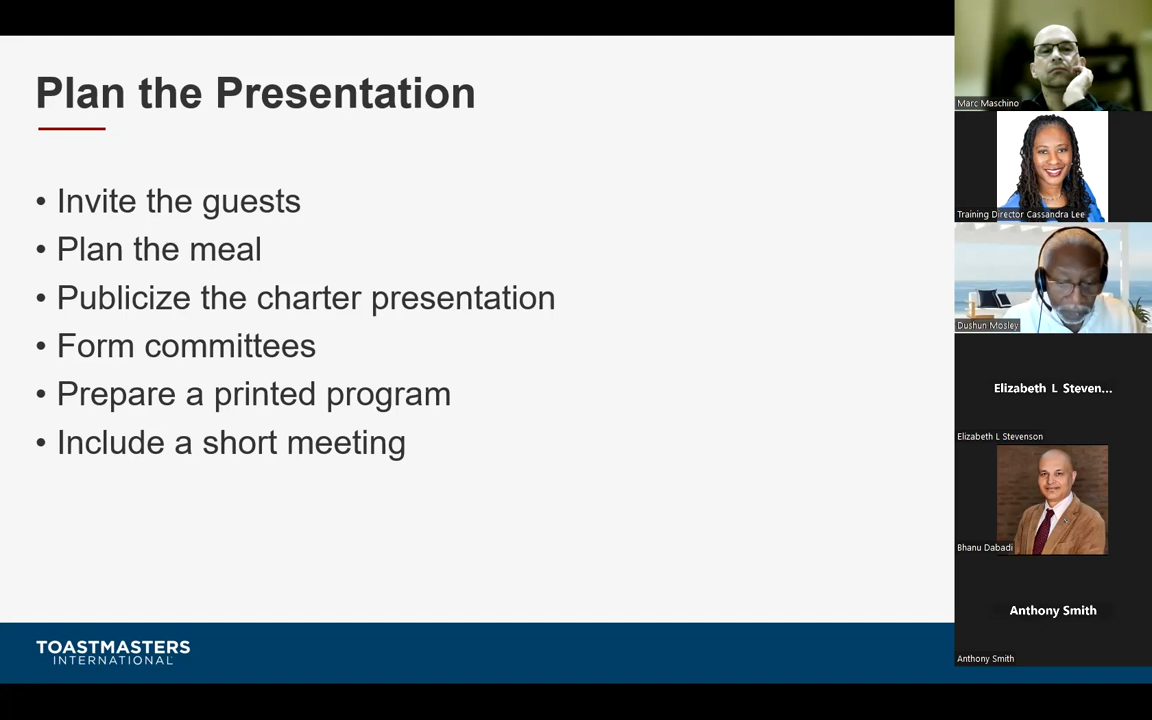 Plan the Presentation
• Invite the guests
• Plan the meal
• Publicize the charter presentation
• Form committees
• Prepare a printed program
• Include a short meeting
TOASTMASTERS
INTERNATIONAL
Marc Maschino
Training Director Cassandra Lee
Dushun Mosley
Elizabeth L Steven...
Elizabeth L Stevenson
Bhanu Dabadi
Anthony Smith
Anthony Smith